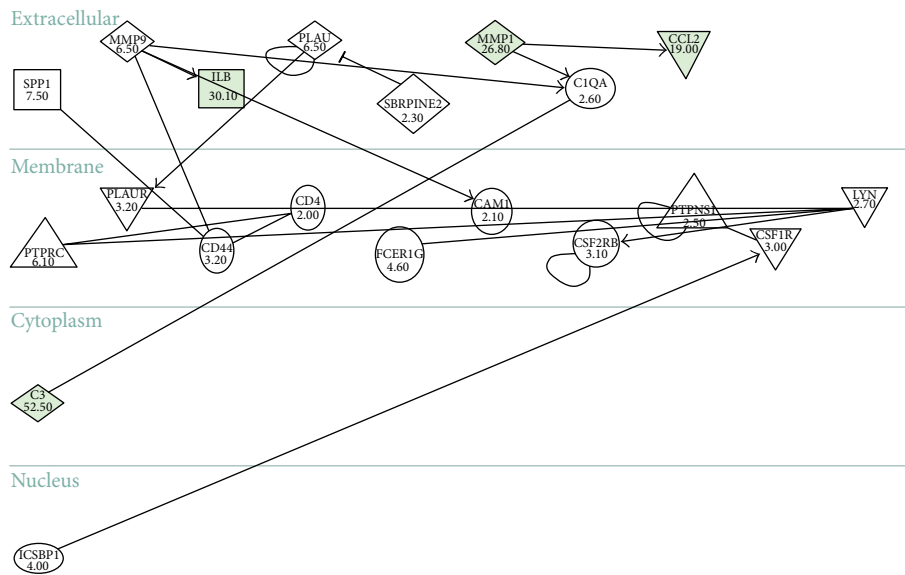 Extracellular
MMP9
6.50
PLAU
6.50
MMP1
26.80
CCL2
19.00
SPP1
7.50
ILB
30.10
SBRPINE2
2.30
C1QA
2.60
Membrane
PLAUR
3.20
CD4
2.00
CAM1
2.10
PTPNS1
2.50
LYN
2.70
PTPRC
6.10
CD44
3.20
FCER1G
4.60
CSF2RB
3.10
CSF1R
3.00
Cytoplasm
C3
52.50
Nucleus
ICSBP1
4.00